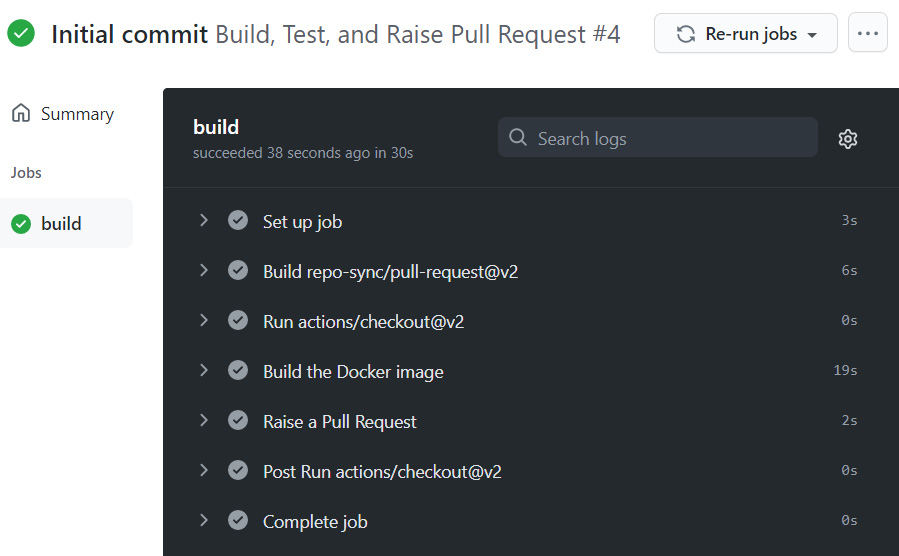 Initial commit Build, Test, and Raise Pull Request #4
Re-run jobs
Summary
Jobs
build
build
succeeded 38 seconds ago in 30s
Search logs
Set up job 3s
Build repo-sync/pull-request@v2 6s
Run actions/checkout@v2 0s
Build the Docker image 19s
Raise a Pull Request 2s
Post Run actions/checkout@v2 0s
Complete job 0s